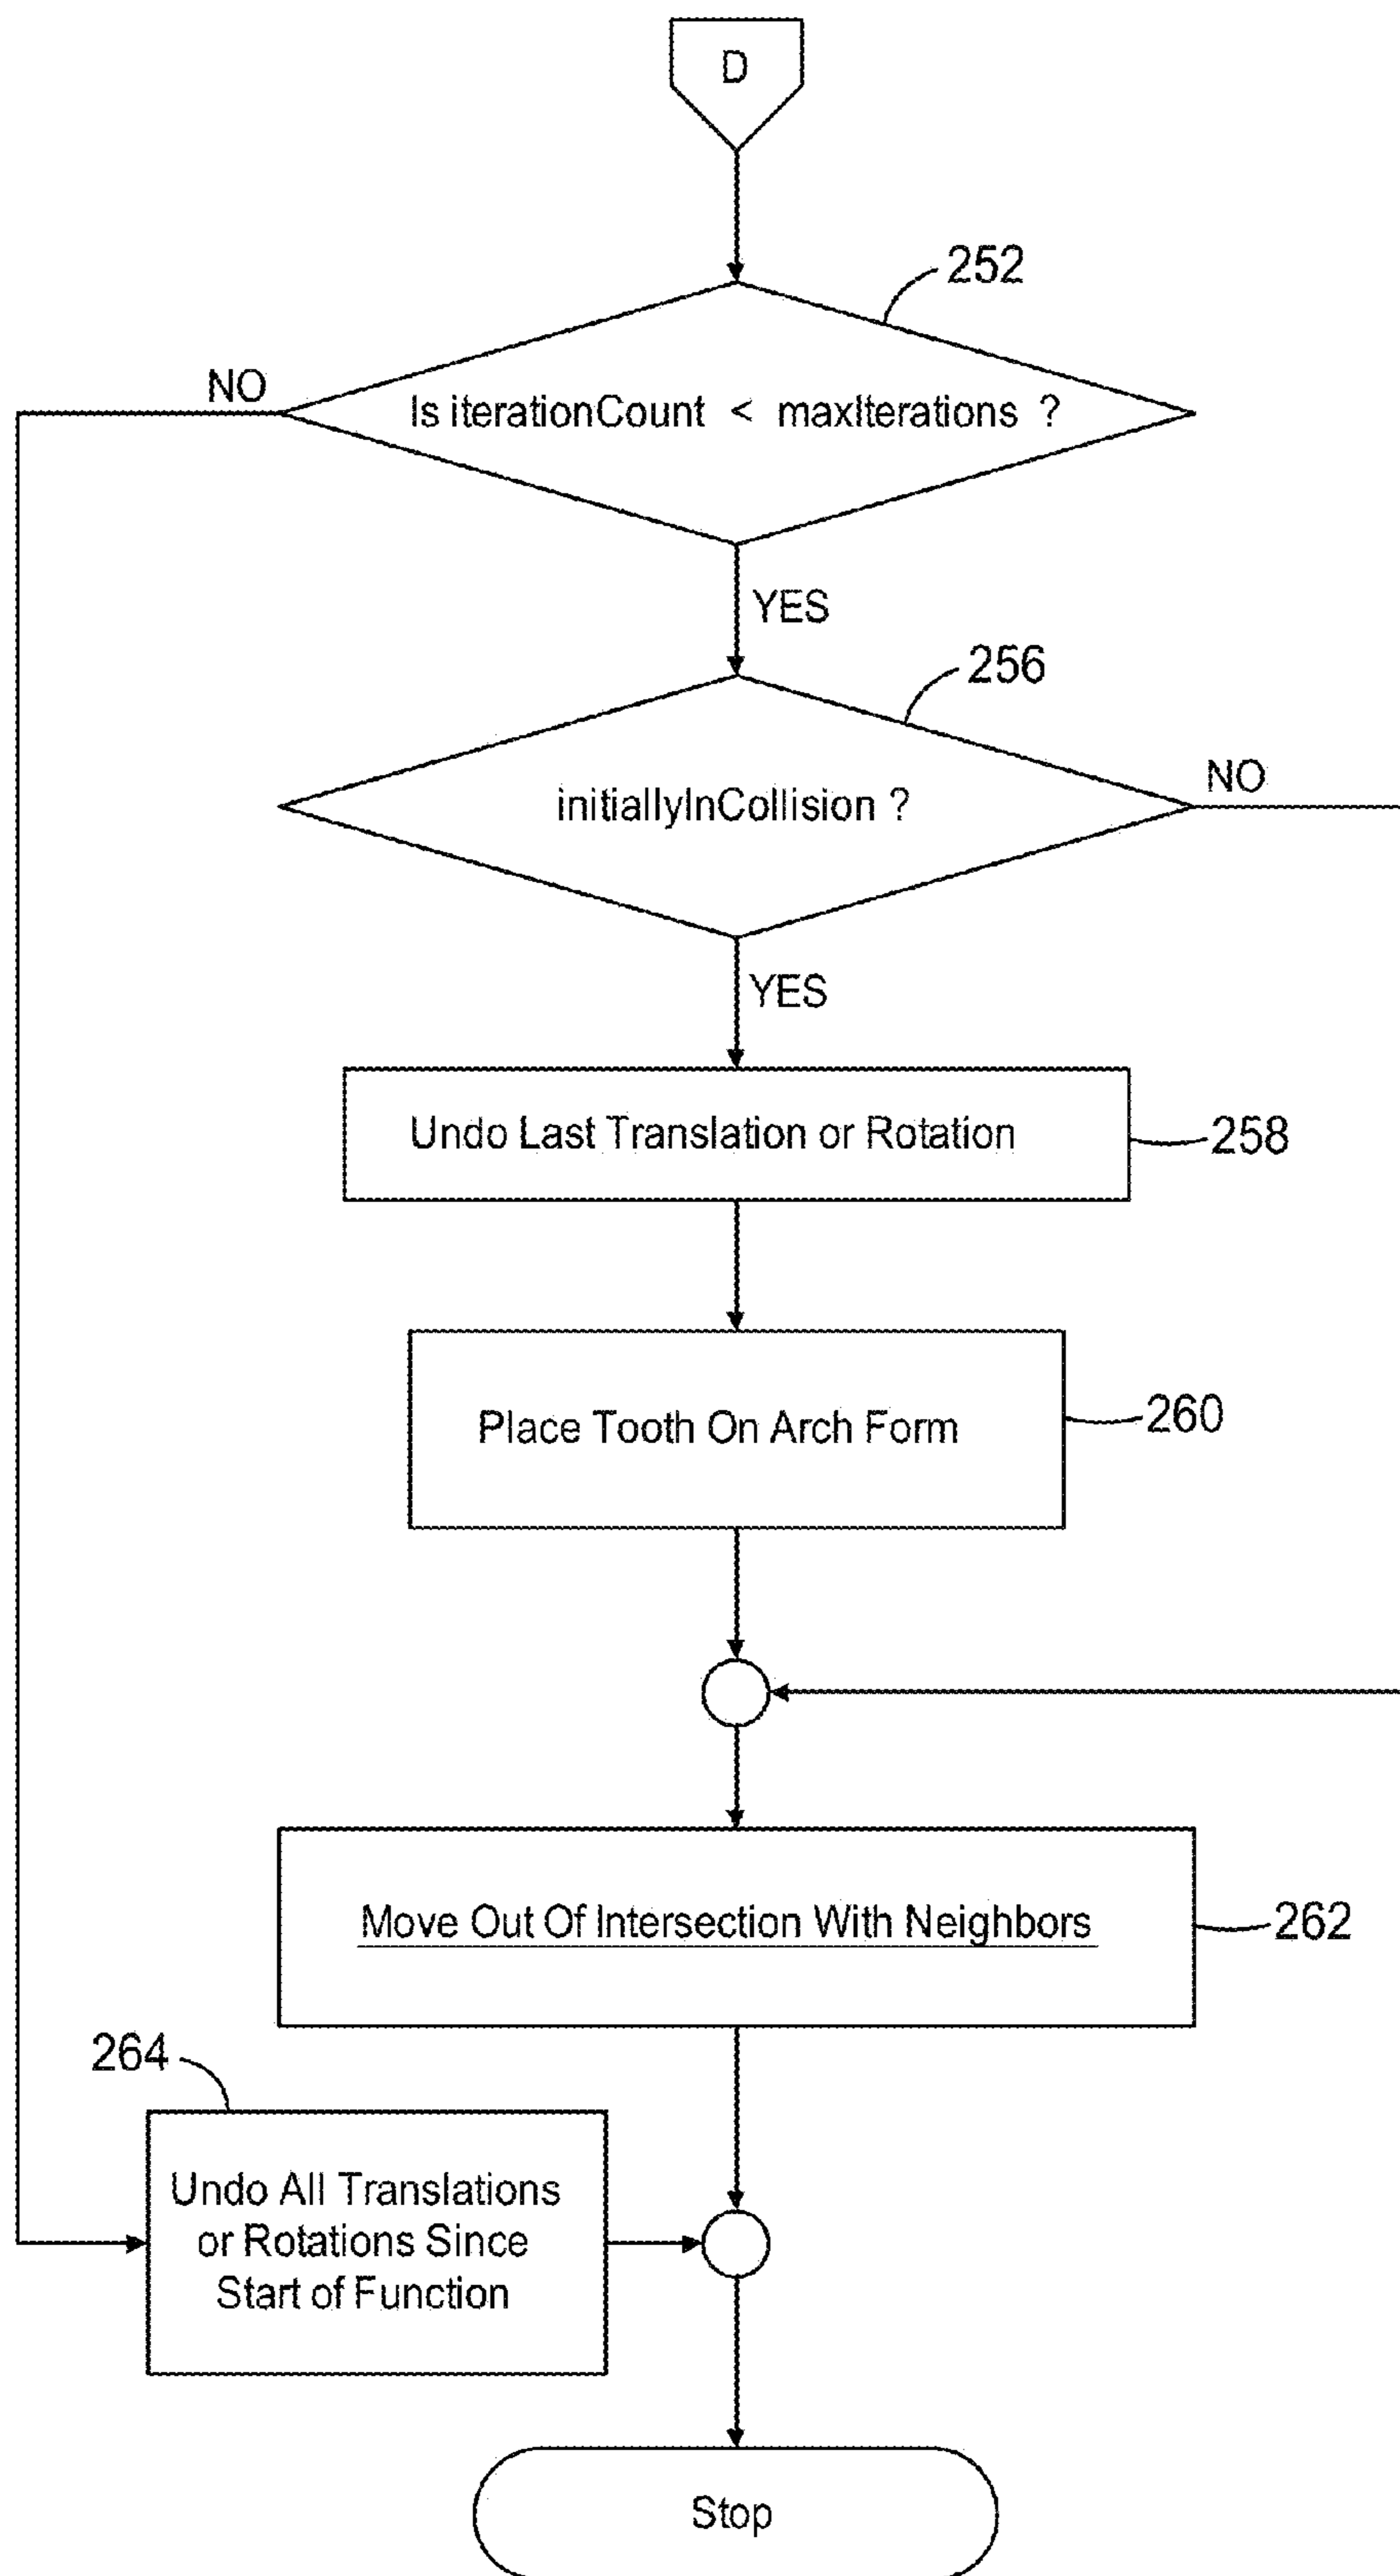 D
252
NO
Is iterationCount < maxIterations ?
YES
256
NO
initiallyInCollision ?
YES
Undo Last Translation or Rotation
258
Place Tooth On Arch Form
260
Move Out Of Intersection With Neighbors
262
264
Undo All Translations
or Rotations Since
Start of Function
Stop